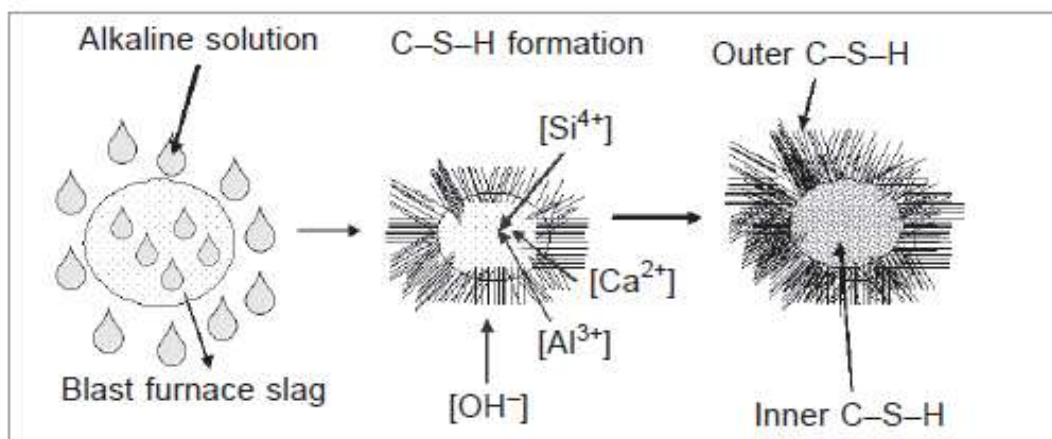 Alkaline solution
C–S–H formation
Outer C–S–H
[Si⁴⁺]
[Ca²⁺]
[Al³⁺]
Blast furnace slag
[OH⁻]
Inner C–S–H